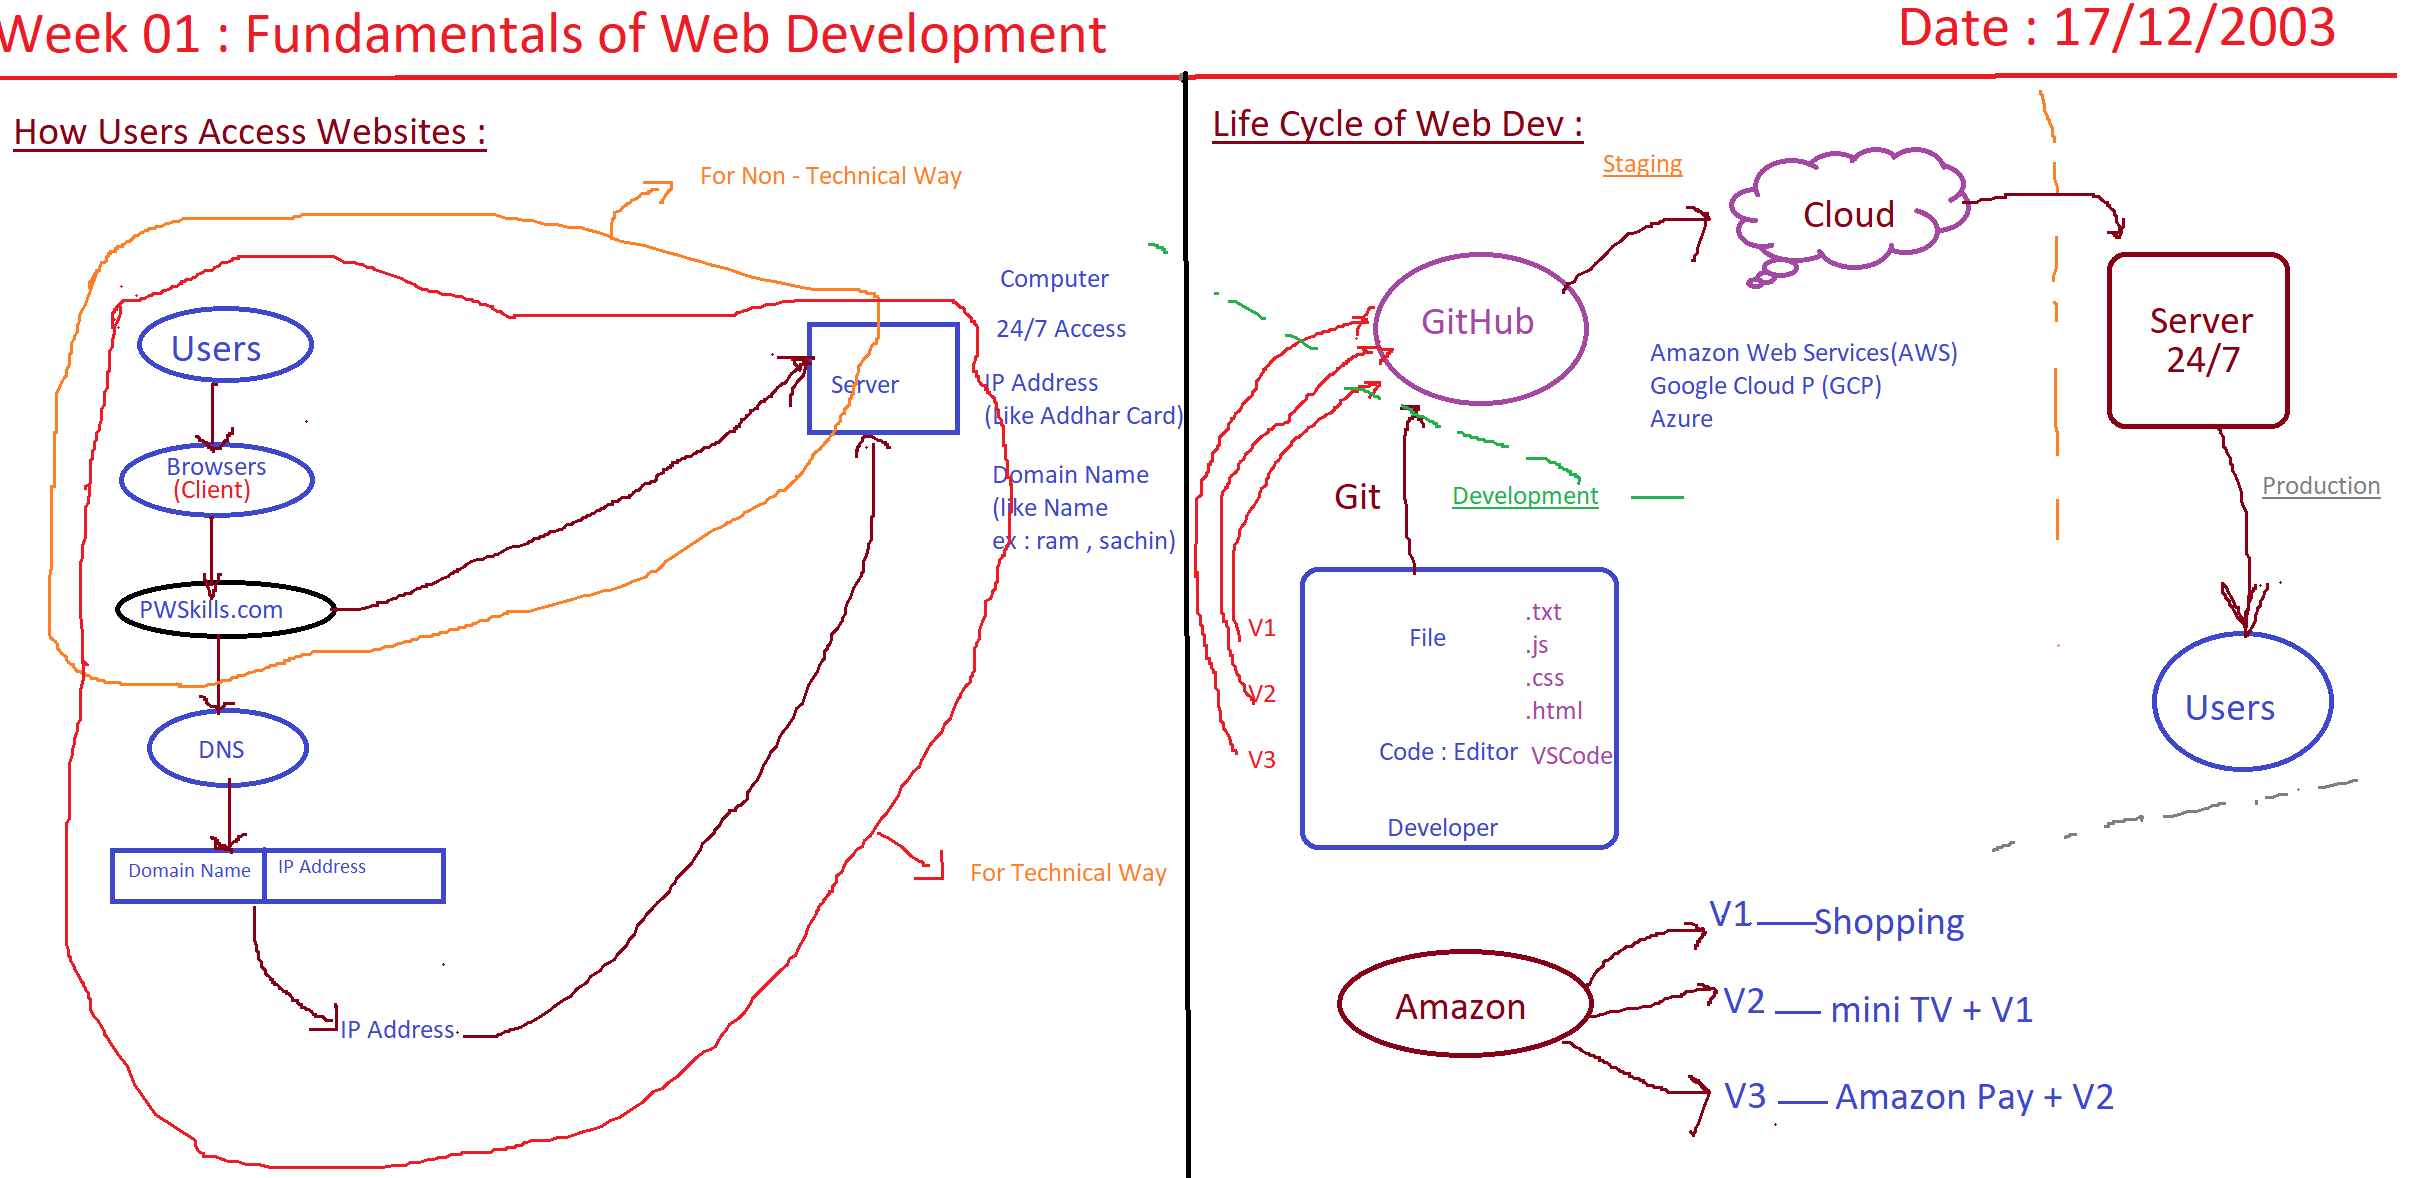 Week 01 : Fundamentals of Web Development
Date : 17/12/2003
How Users Access Websites :
For Non - Technical Way
Users
Browsers
(Client)
PWSkills.com
DNS
Domain Name
IP Address
IP Address
Server
Computer
24/7 Access
IP Address
(Like Addhar Card)
Domain Name
(like Name
ex : ram , sachin)
For Technical Way
Life Cycle of Web Dev :
Staging
Cloud
GitHub
Amazon Web Services(AWS)
Google Cloud P (GCP)
Azure
Server
24/7
Git
Development
Production
V1
V2
V3
File
.txt
.js
.css
.html
Code : Editor
VSCode
Developer
Users
Amazon
V1
Shopping
V2
mini TV + V1
V3
Amazon Pay + V2